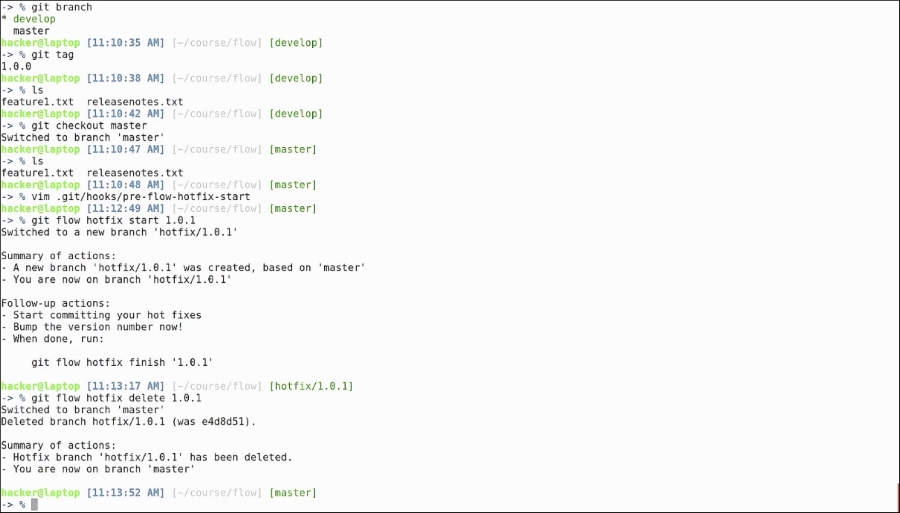 -> % git branch
* develop
  master
hacker@laptop [11:10:35 AM] [~/course/flow] [develop]
-> % git tag
1.0.0
hacker@laptop [11:10:38 AM] [~/course/flow] [develop]
-> % ls
feature1.txt  releasenotes.txt
hacker@laptop [11:10:42 AM] [~/course/flow] [develop]
-> % git checkout master
Switched to branch 'master'
hacker@laptop [11:10:47 AM] [~/course/flow] [master]
-> % ls
feature1.txt  releasenotes.txt
hacker@laptop [11:10:48 AM] [~/course/flow] [master]
-> % vim .git/hooks/pre-flow-hotfix-start
hacker@laptop [11:12:49 AM] [~/course/flow] [master]
-> % git flow hotfix start 1.0.1
Switched to a new branch 'hotfix/1.0.1'

Summary of actions:
- A new branch 'hotfix/1.0.1' was created, based on 'master'
- You are now on branch 'hotfix/1.0.1'

Follow-up actions:
- Start committing your hot fixes
- Bump the version number now!
- When done, run:

     git flow hotfix finish '1.0.1'

hacker@laptop [11:13:17 AM] [~/course/flow] [hotfix/1.0.1]
-> % git flow hotfix delete 1.0.1
Switched to branch 'master'
Deleted branch hotfix/1.0.1 (was e4d8d51).

Summary of actions:
- Hotfix branch 'hotfix/1.0.1' has been deleted.
- You are now on branch 'master'

hacker@laptop [11:13:52 AM] [~/course/flow] [master]
-> %